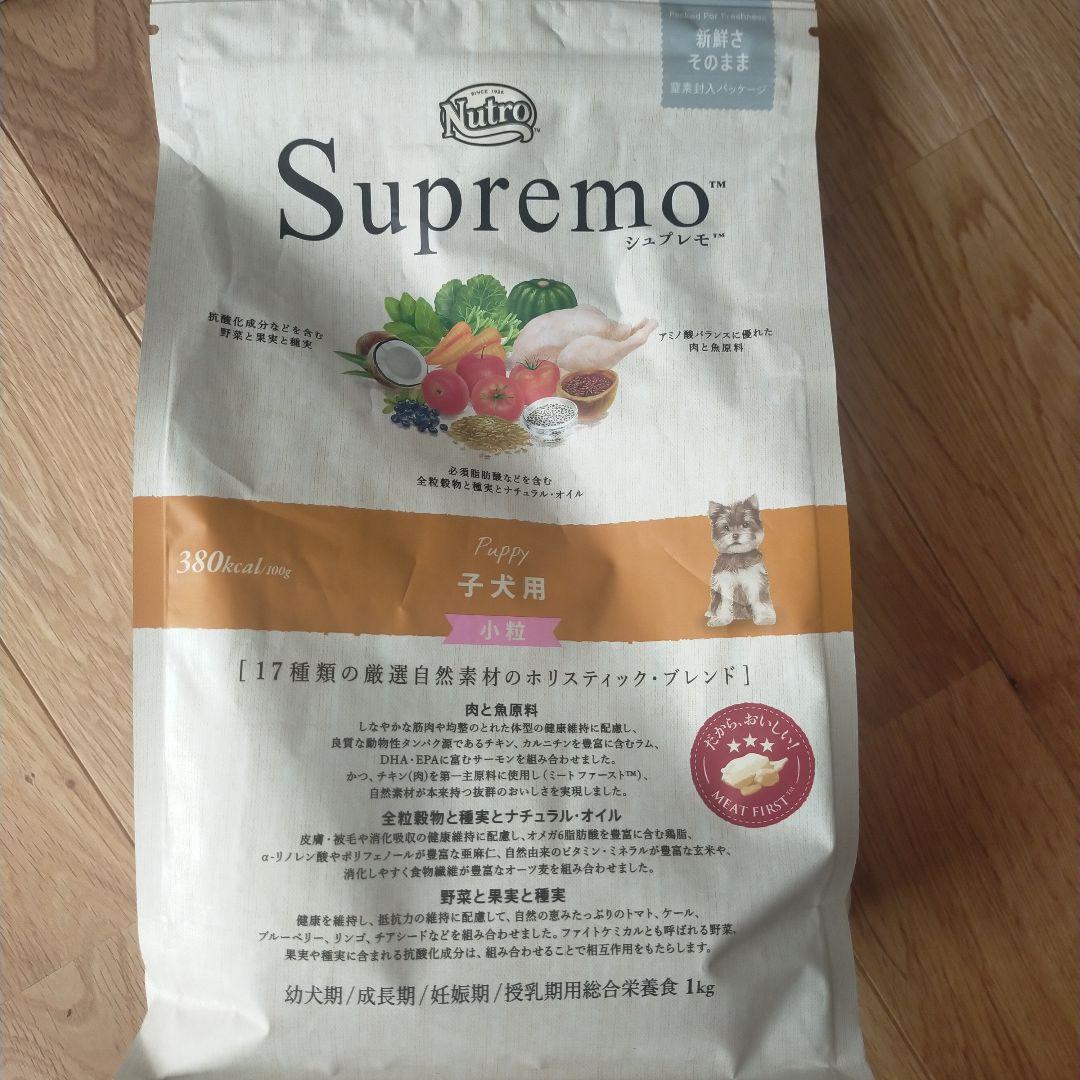 Packed For Freshness
新鮮さ
そのまま
窒素封入パッケージ
SINCE 1926
Nutro™
Supremo™
シュプレモ™
抗酸化成分などを含む
野菜と果実と種実
アミノ酸バランスに優れた
肉と魚原料
必須脂肪酸などを含む
全粒穀物と種実とナチュラル・オイル
380kcal/100g
Puppy
子犬用
小粒
[17種類の厳選自然素材のホリスティック・ブレンド]
肉と魚原料
しなやかな筋肉や均整のとれた体型の健康維持に配慮し、
良質な動物性タンパク源であるチキン、カルニチンを豊富に含むラム、
DHA・EPAに富むサーモンを組み合わせました。
かつ、チキン(肉)を第一主原料に使用し(ミートファースト™)、
自然素材が本来持つ抜群のおいしさを実現しました。
だから、おいしい!
MEAT FIRST™
全粒穀物と種実とナチュラル・オイル
皮膚・被毛や消化吸収の健康維持に配慮し、オメガ6脂肪酸を豊富に含む鶏脂、
α-リノレン酸やポリフェノールが豊富な亜麻仁、自然由来のビタミン・ミネラルが豊富な玄米や、
消化しやすく食物繊維が豊富なオーツ麦を組み合わせました。
野菜と果実と種実
健康を維持し、抵抗力の維持に配慮して、自然の恵みたっぷりのトマト、ケール、
ブルーベリー、リンゴ、チアシードなどを組み合わせました。ファイトケミカルとも呼ばれる野菜、
果実や種実に含まれる抗酸化成分は、組み合わせることで相互作用をもたらします。
幼犬期/成長期/妊娠期/授乳期用総合栄養食 1kg